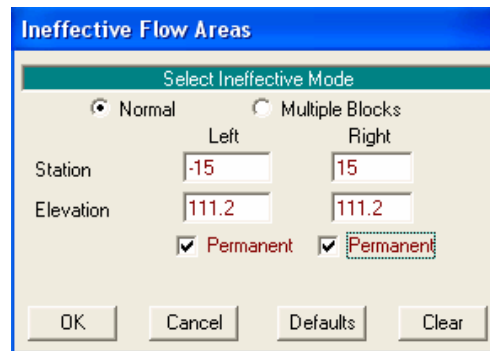 Ineffective Flow Areas
Select Ineffective Mode
Normal Multiple Blocks
Left Right
Station -15 15
Elevation 111.2 111.2
Permanent Permanent
OK Cancel Defaults Clear